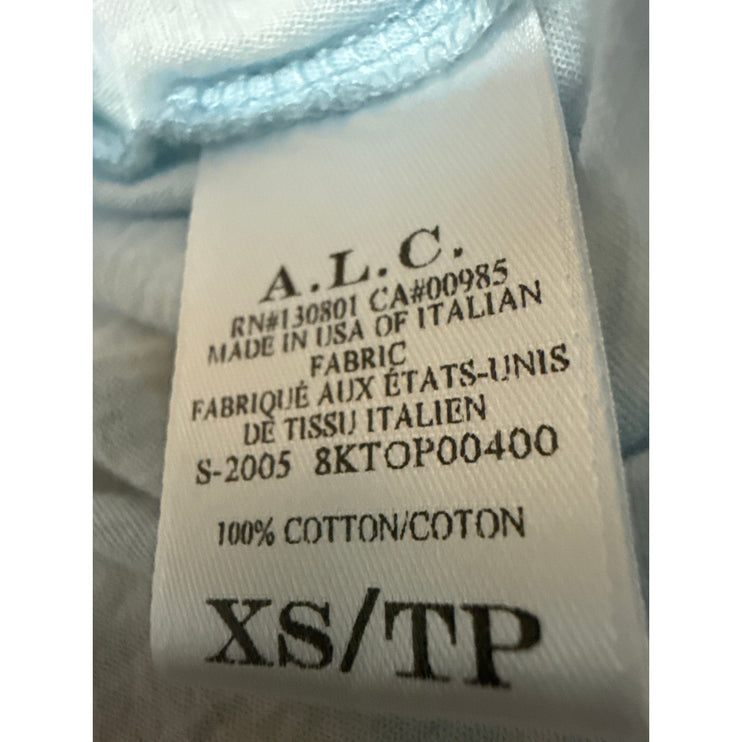 A.L.C.
RN#130801 CA#00985
MADE IN USA OF ITALIAN
FABRIC
FABRIQUÉ AUX ÉTATS-UNIS
DE TISSU ITALIEN
S-2005 8KTOP00400
100% COTTON/COTON
XS/TP